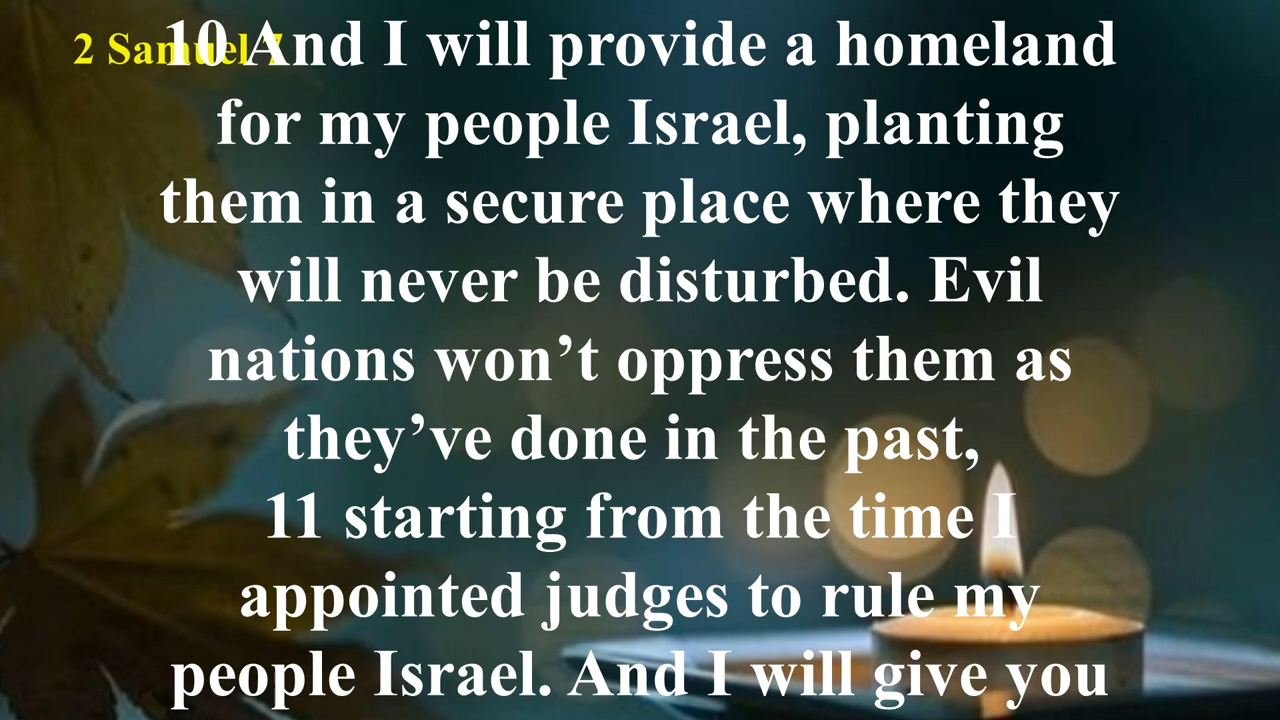 2 Samuel 7
10 And I will provide a homeland
for my people Israel, planting
them in a secure place where they
will never be disturbed. Evil
nations won’t oppress them as
they’ve done in the past,
11 starting from the time I
appointed judges to rule my
people Israel. And I will give you